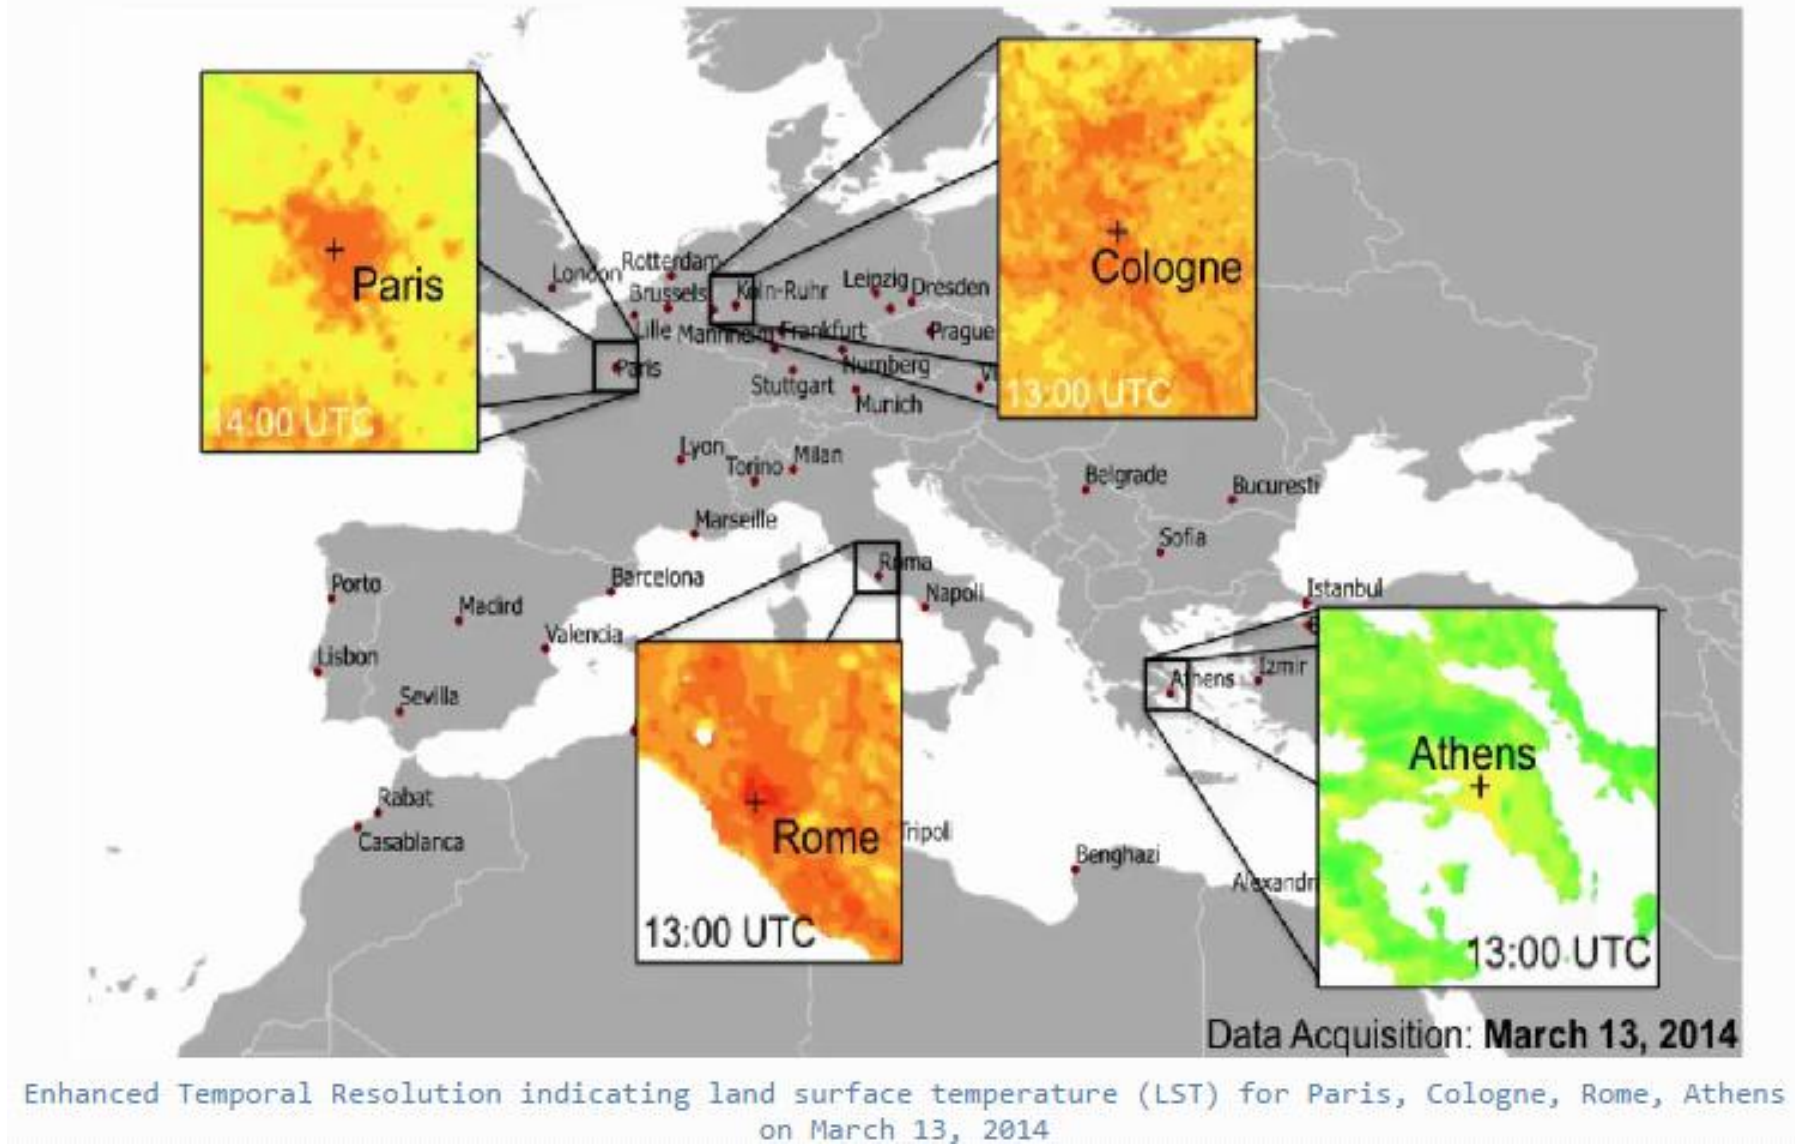 Paris
14:00 UTC
Cologne
13:00 UTC
London
Rotterdam
Brussels
Köln-Ruhr
Leipzig
Dresden
Lille
Mannheim
Frankfurt
Prague
Paris
Nurnberg
Stuttgart
Munich
Lyon
Torino
Milan
Belgrade
Bucuresti
Marseille
Sofia
Roma
Porto
Barcelona
Istanbul
Napoli
Madird
Valencia
Lisbon
Izmir
Athens
Sevilla
Athens
Rabat
Casablanca
Rome
Tripoli
Benghazi
Alexandr
13:00 UTC
13:00 UTC
Data Acquisition: March 13, 2014
Enhanced Temporal Resolution indicating land surface temperature (LST) for Paris, Cologne, Rome, Athens
on March 13, 2014